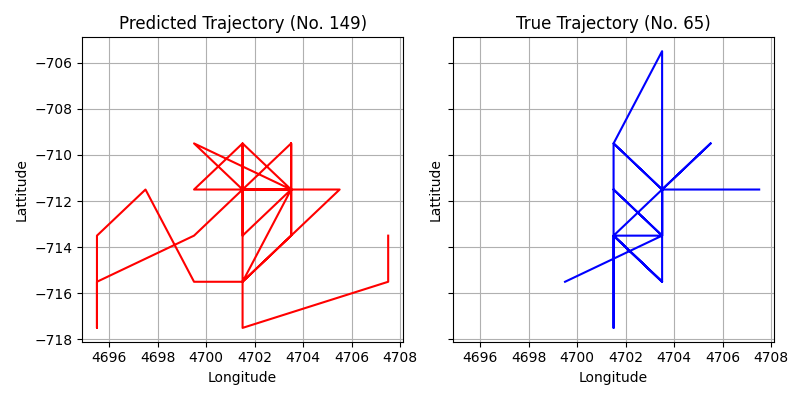 Predicted Trajectory (No. 149)
True Trajectory (No. 65)
−706
−708
−710
−712
−714
−716
−718
Lattitude
Lattitude
4696 4698 4700 4702 4704 4706 4708
4696 4698 4700 4702 4704 4706 4708
Longitude
Longitude